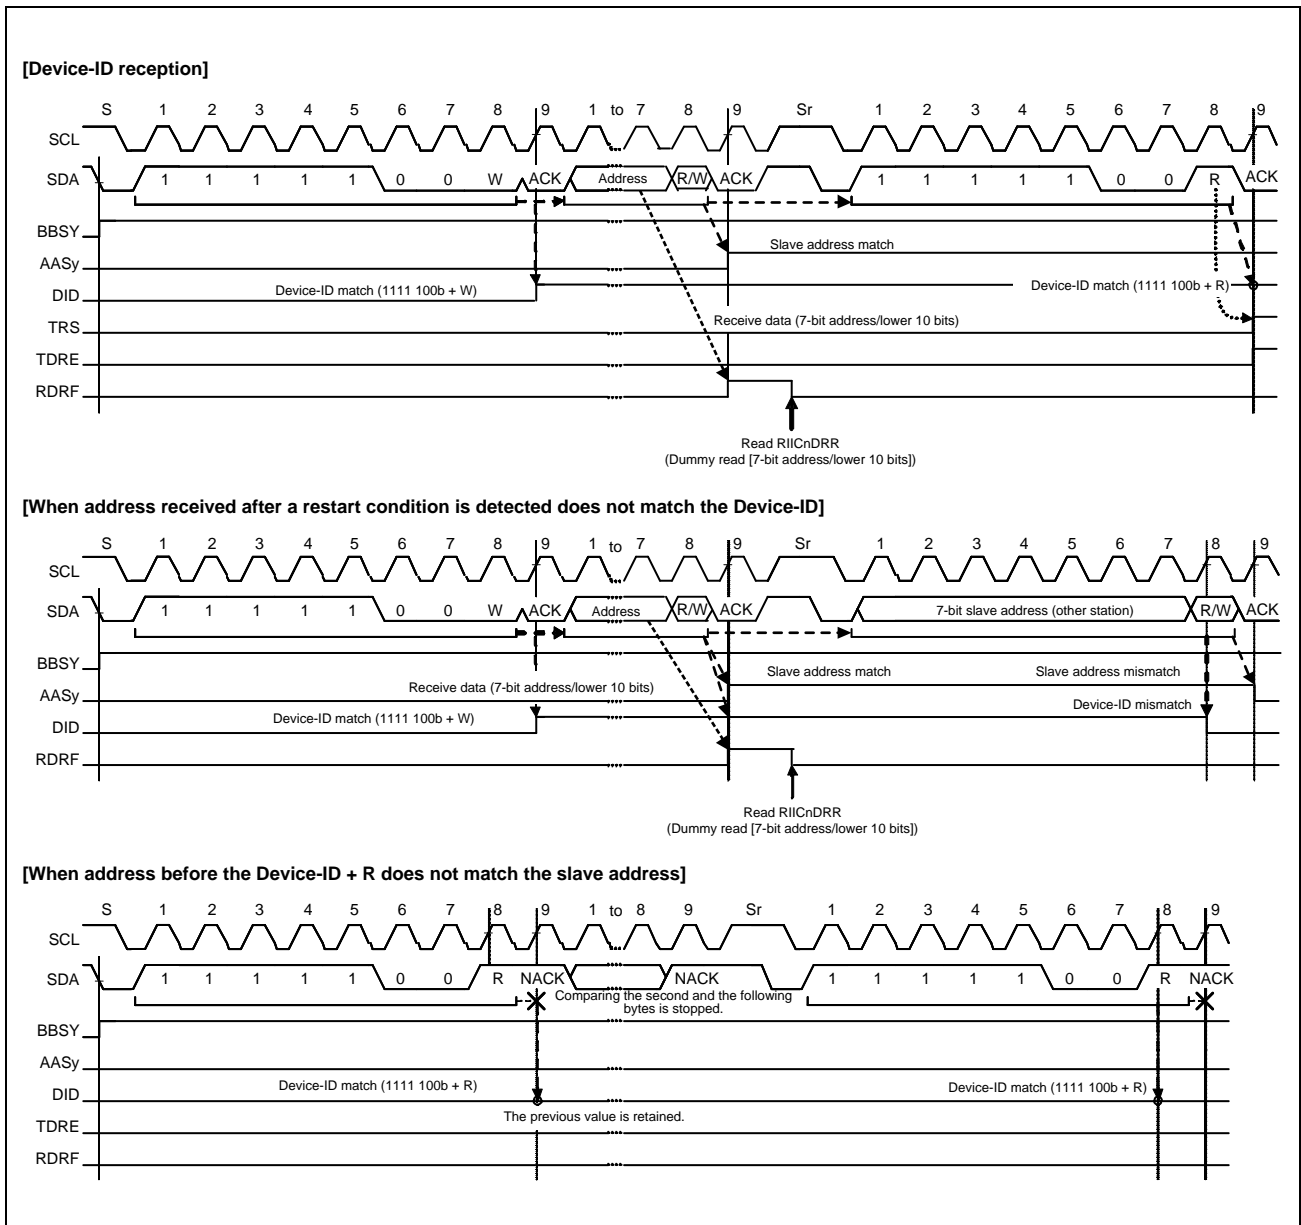 [Device-ID reception]
S 1 2 3 4 5 6 7 8 9 1 to 7 8 9 Sr 1 2 3 4 5 6 7 8 9
SCL
SDA 1 1 1 1 1 0 0 W ACK Address R/W ACK 1 1 1 1 1 0 0 R ACK
BBSY
Slave address match
AASy
Device-ID match (1111 100b + W) Device-ID match (1111 100b + R)
DID
Receive data (7-bit address/lower 10 bits)
TRS
TDRE
RDRF
Read RIICnDRR
(Dummy read [7-bit address/lower 10 bits])
[When address received after a restart condition is detected does not match the Device-ID]
S 1 2 3 4 5 6 7 8 9 1 to 7 8 9 Sr 1 2 3 4 5 6 7 8 9
SCL
SDA 1 1 1 1 1 0 0 W ACK Address R/W ACK 7-bit slave address (other station) R/W ACK
BBSY
Slave address match Slave address mismatch
AASy Receive data (7-bit address/lower 10 bits)
Device-ID mismatch
DID Device-ID match (1111 100b + W)
RDRF
Read RIICnDRR
(Dummy read [7-bit address/lower 10 bits])
[When address before the Device-ID + R does not match the slave address]
S 1 2 3 4 5 6 7 8 9 1 to 8 9 Sr 1 2 3 4 5 6 7 8 9
SCL
SDA 1 1 1 1 1 0 0 R NACK NACK 1 1 1 1 1 0 0 R NACK
Comparing the second and the following
bytes is stopped.
BBSY
AASy
Device-ID match (1111 100b + R) Device-ID match (1111 100b + R)
DID
The previous value is retained.
TDRE
RDRF